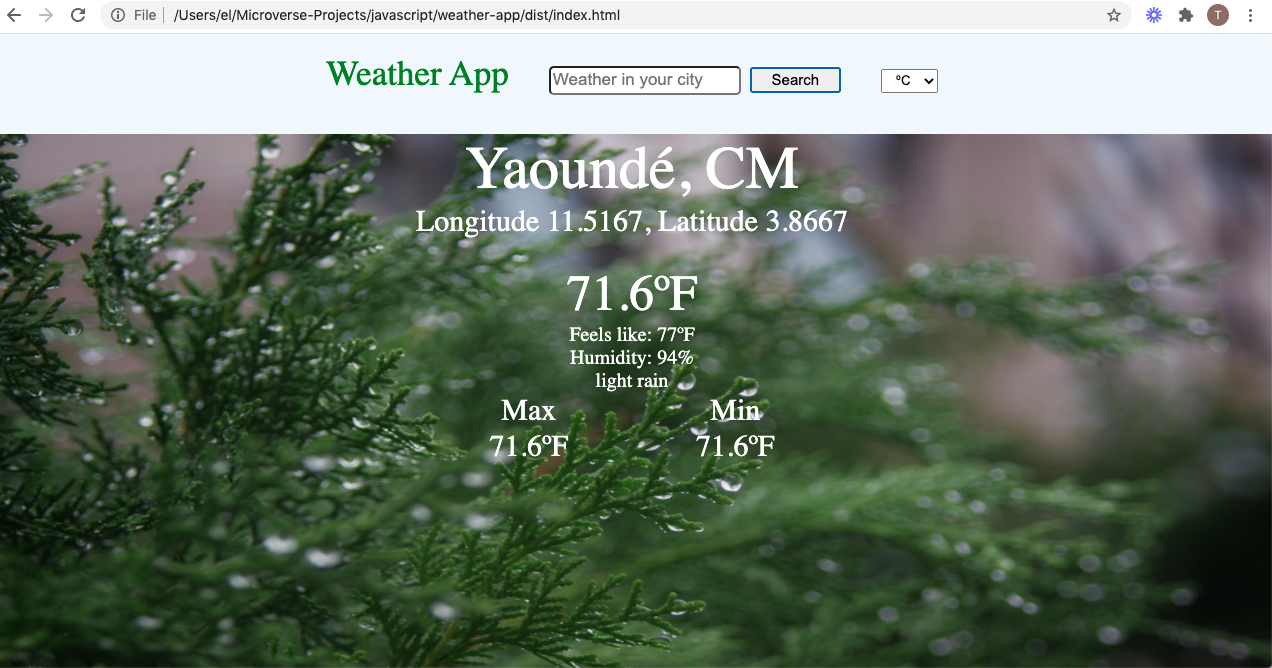 File /Users/el/Microverse-Projects/javascript/weather-app/dist/index.html
T
Weather App
Weather in your city
Search
ºC
Yaoundé, CM
Longitude 11.5167, Latitude 3.8667
71.6ºF
Feels like: 77ºF
Humidity: 94%
light rain
Max Min
71.6ºF 71.6ºF